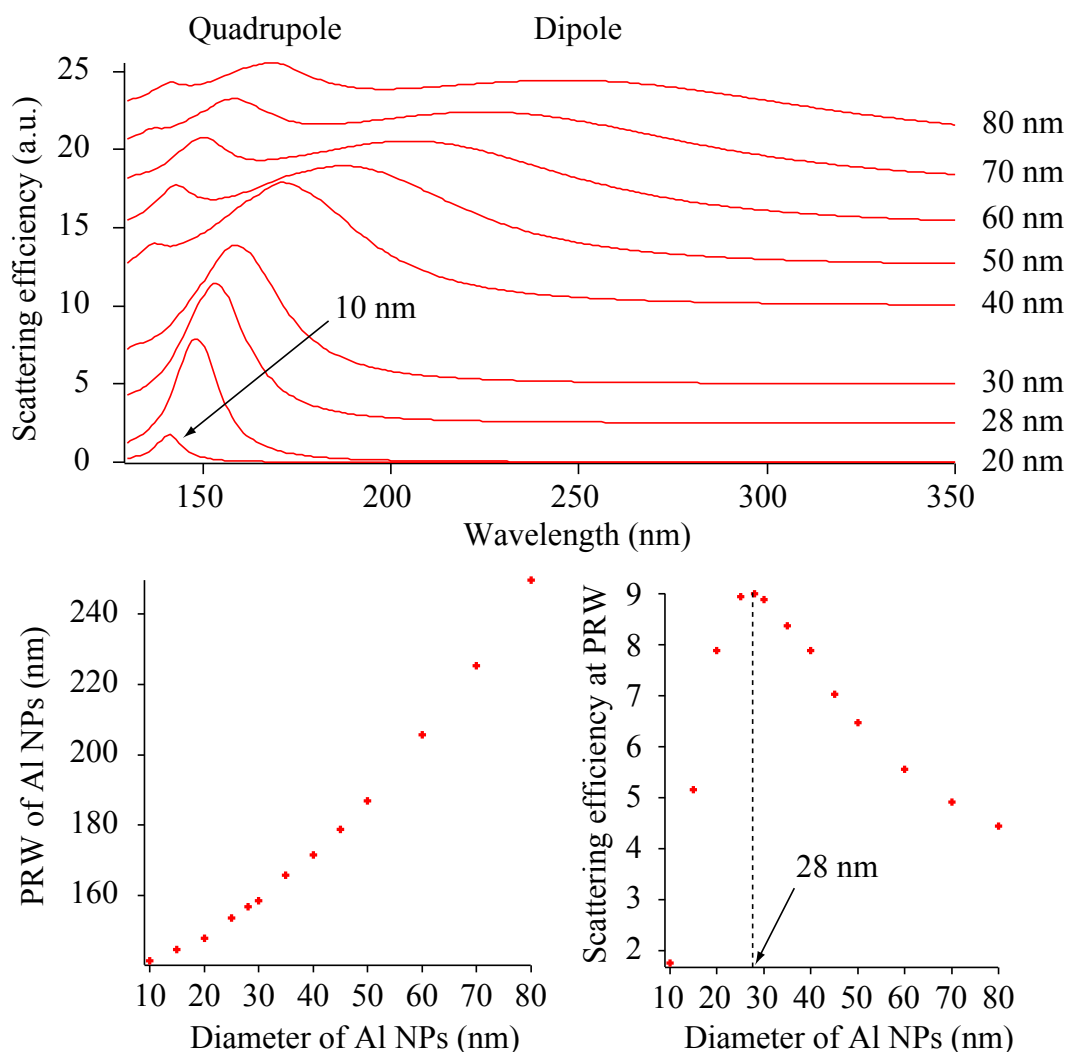 Quadrupole Dipole
Scattering efficiency (a.u.)
25
20
15
10
5
0
10 nm
80 nm
70 nm
60 nm
50 nm
40 nm
30 nm
28 nm
20 nm
150 200 250 300 350
Wavelength (nm)
PRW of Al NPs (nm)
240
220
200
180
160
10 20 30 40 50 60 70 80
Diameter of Al NPs (nm)
Scattering efficiency at PRW
9
8
7
6
5
4
3
2
28 nm
10 20 30 40 50 60 70 80
Diameter of Al NPs (nm)